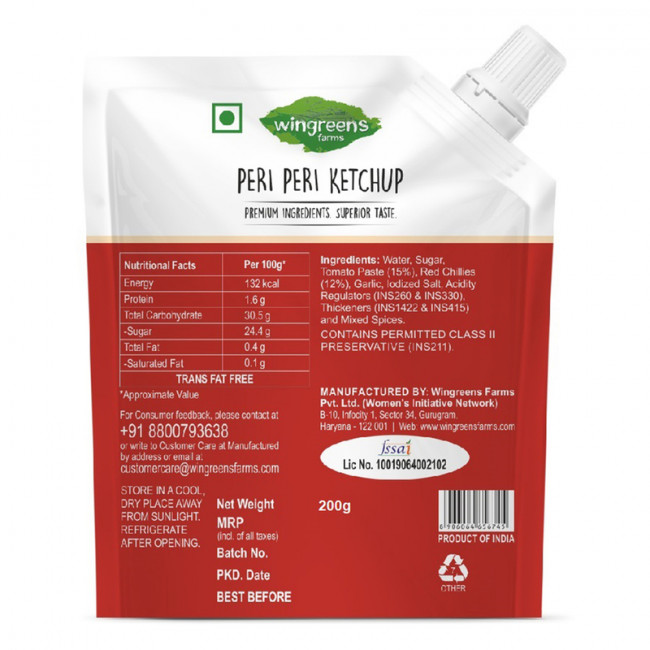 wingreens
farms
PERI PERI KETCHUP
PREMIUM INGREDIENTS. SUPERIOR TASTE.
Nutritional Facts Per 100g*
Energy 132 kcal
Protein 1.6 g
Total Carbohydrate 30.5 g
-Sugar 24.4 g
Total Fat 0.4 g
-Saturated Fat 0.1 g
TRANS FAT FREE
*Approximate Value
For Consumer feedback, please contact at
+91 8800793638
or write to Customer Care at Manufactured
by address or email at
customercare@wingreensfarms.com
STORE IN A COOL,
DRY PLACE AWAY
FROM SUNLIGHT.
REFRIGERATE
AFTER OPENING.
Ingredients: Water, Sugar,
Tomato Paste (15%), Red Chillies
(12%), Garlic, Iodized Salt, Acidity
Regulators (INS260 & INS330),
Thickeners (INS1422 & INS415)
and Mixed Spices.
CONTAINS PERMITTED CLASS II
PRESERVATIVE (INS211).
MANUFACTURED BY: Wingreens Farms
Pvt. Ltd. (Women's Initiative Network)
B-10, Infocity 1, Sector 34, Gurugram.
Haryana - 122 001 | Web: www.wingreensfarms.com
fssai
Lic No. 10019064002102
Net Weight 200g
MRP
(incl. of all taxes)
Batch No.
PKD. Date
BEST BEFORE
8 906064 656745
PRODUCT OF INDIA
7
OTHER